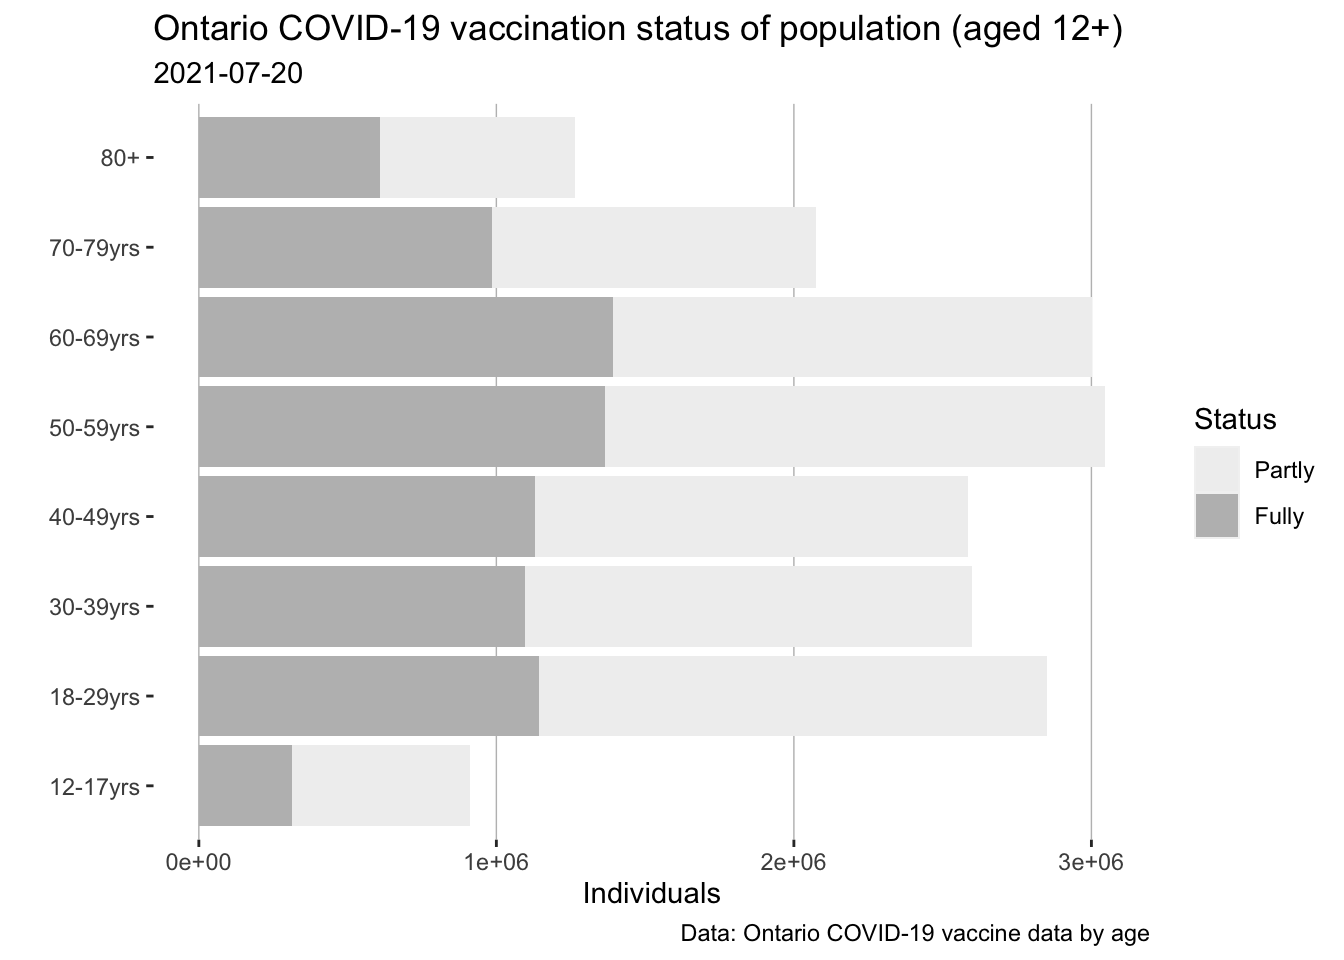 Ontario COVID-19 vaccination status of population (aged 12+)
2021-07-20
80+
70-79yrs
60-69yrs
50-59yrs
40-49yrs
30-39yrs
18-29yrs
12-17yrs
0e+00 1e+06 2e+06 3e+06
Individuals
Status
Partly
Fully
Data: Ontario COVID-19 vaccine data by age